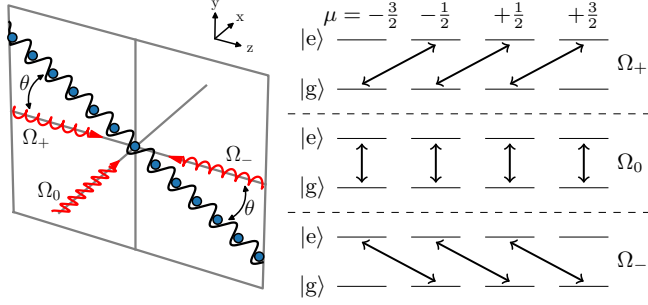 y
x
z
θ
Ω₊
Ω₋
Ω₀
θ
μ = −3/2 −1/2 +1/2 +3/2
|e⟩
|g⟩
Ω₊
|e⟩
|g⟩
Ω₀
|e⟩
|g⟩
Ω₋